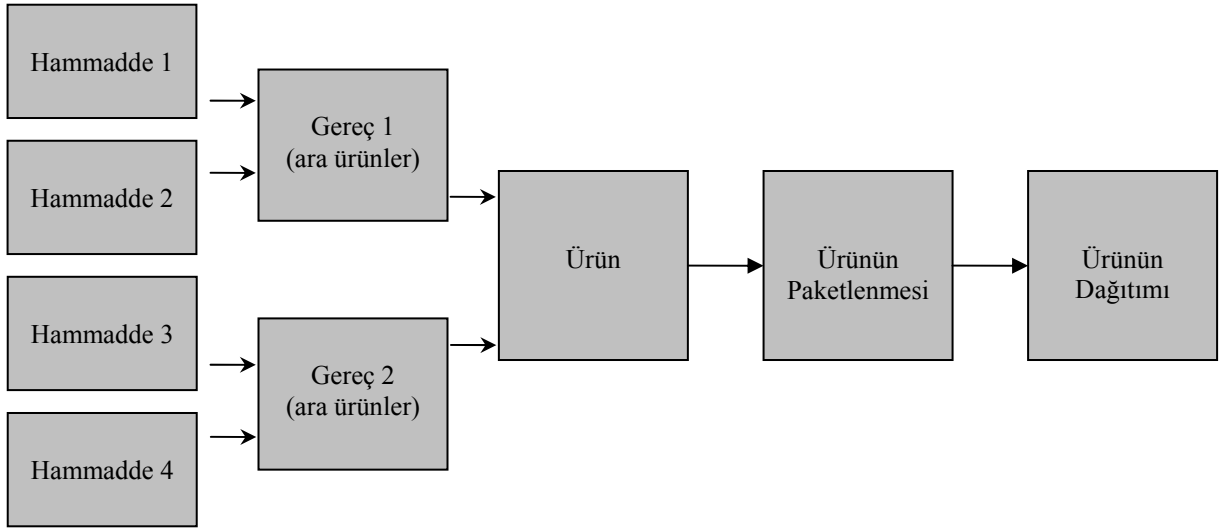 Hammadde 1
Hammadde 2
Hammadde 3
Hammadde 4
Gereç 1
(ara ürünler)
Gereç 2
(ara ürünler)
Ürün
Ürünün
Paketlenmesi
Ürünün
Dağıtımı